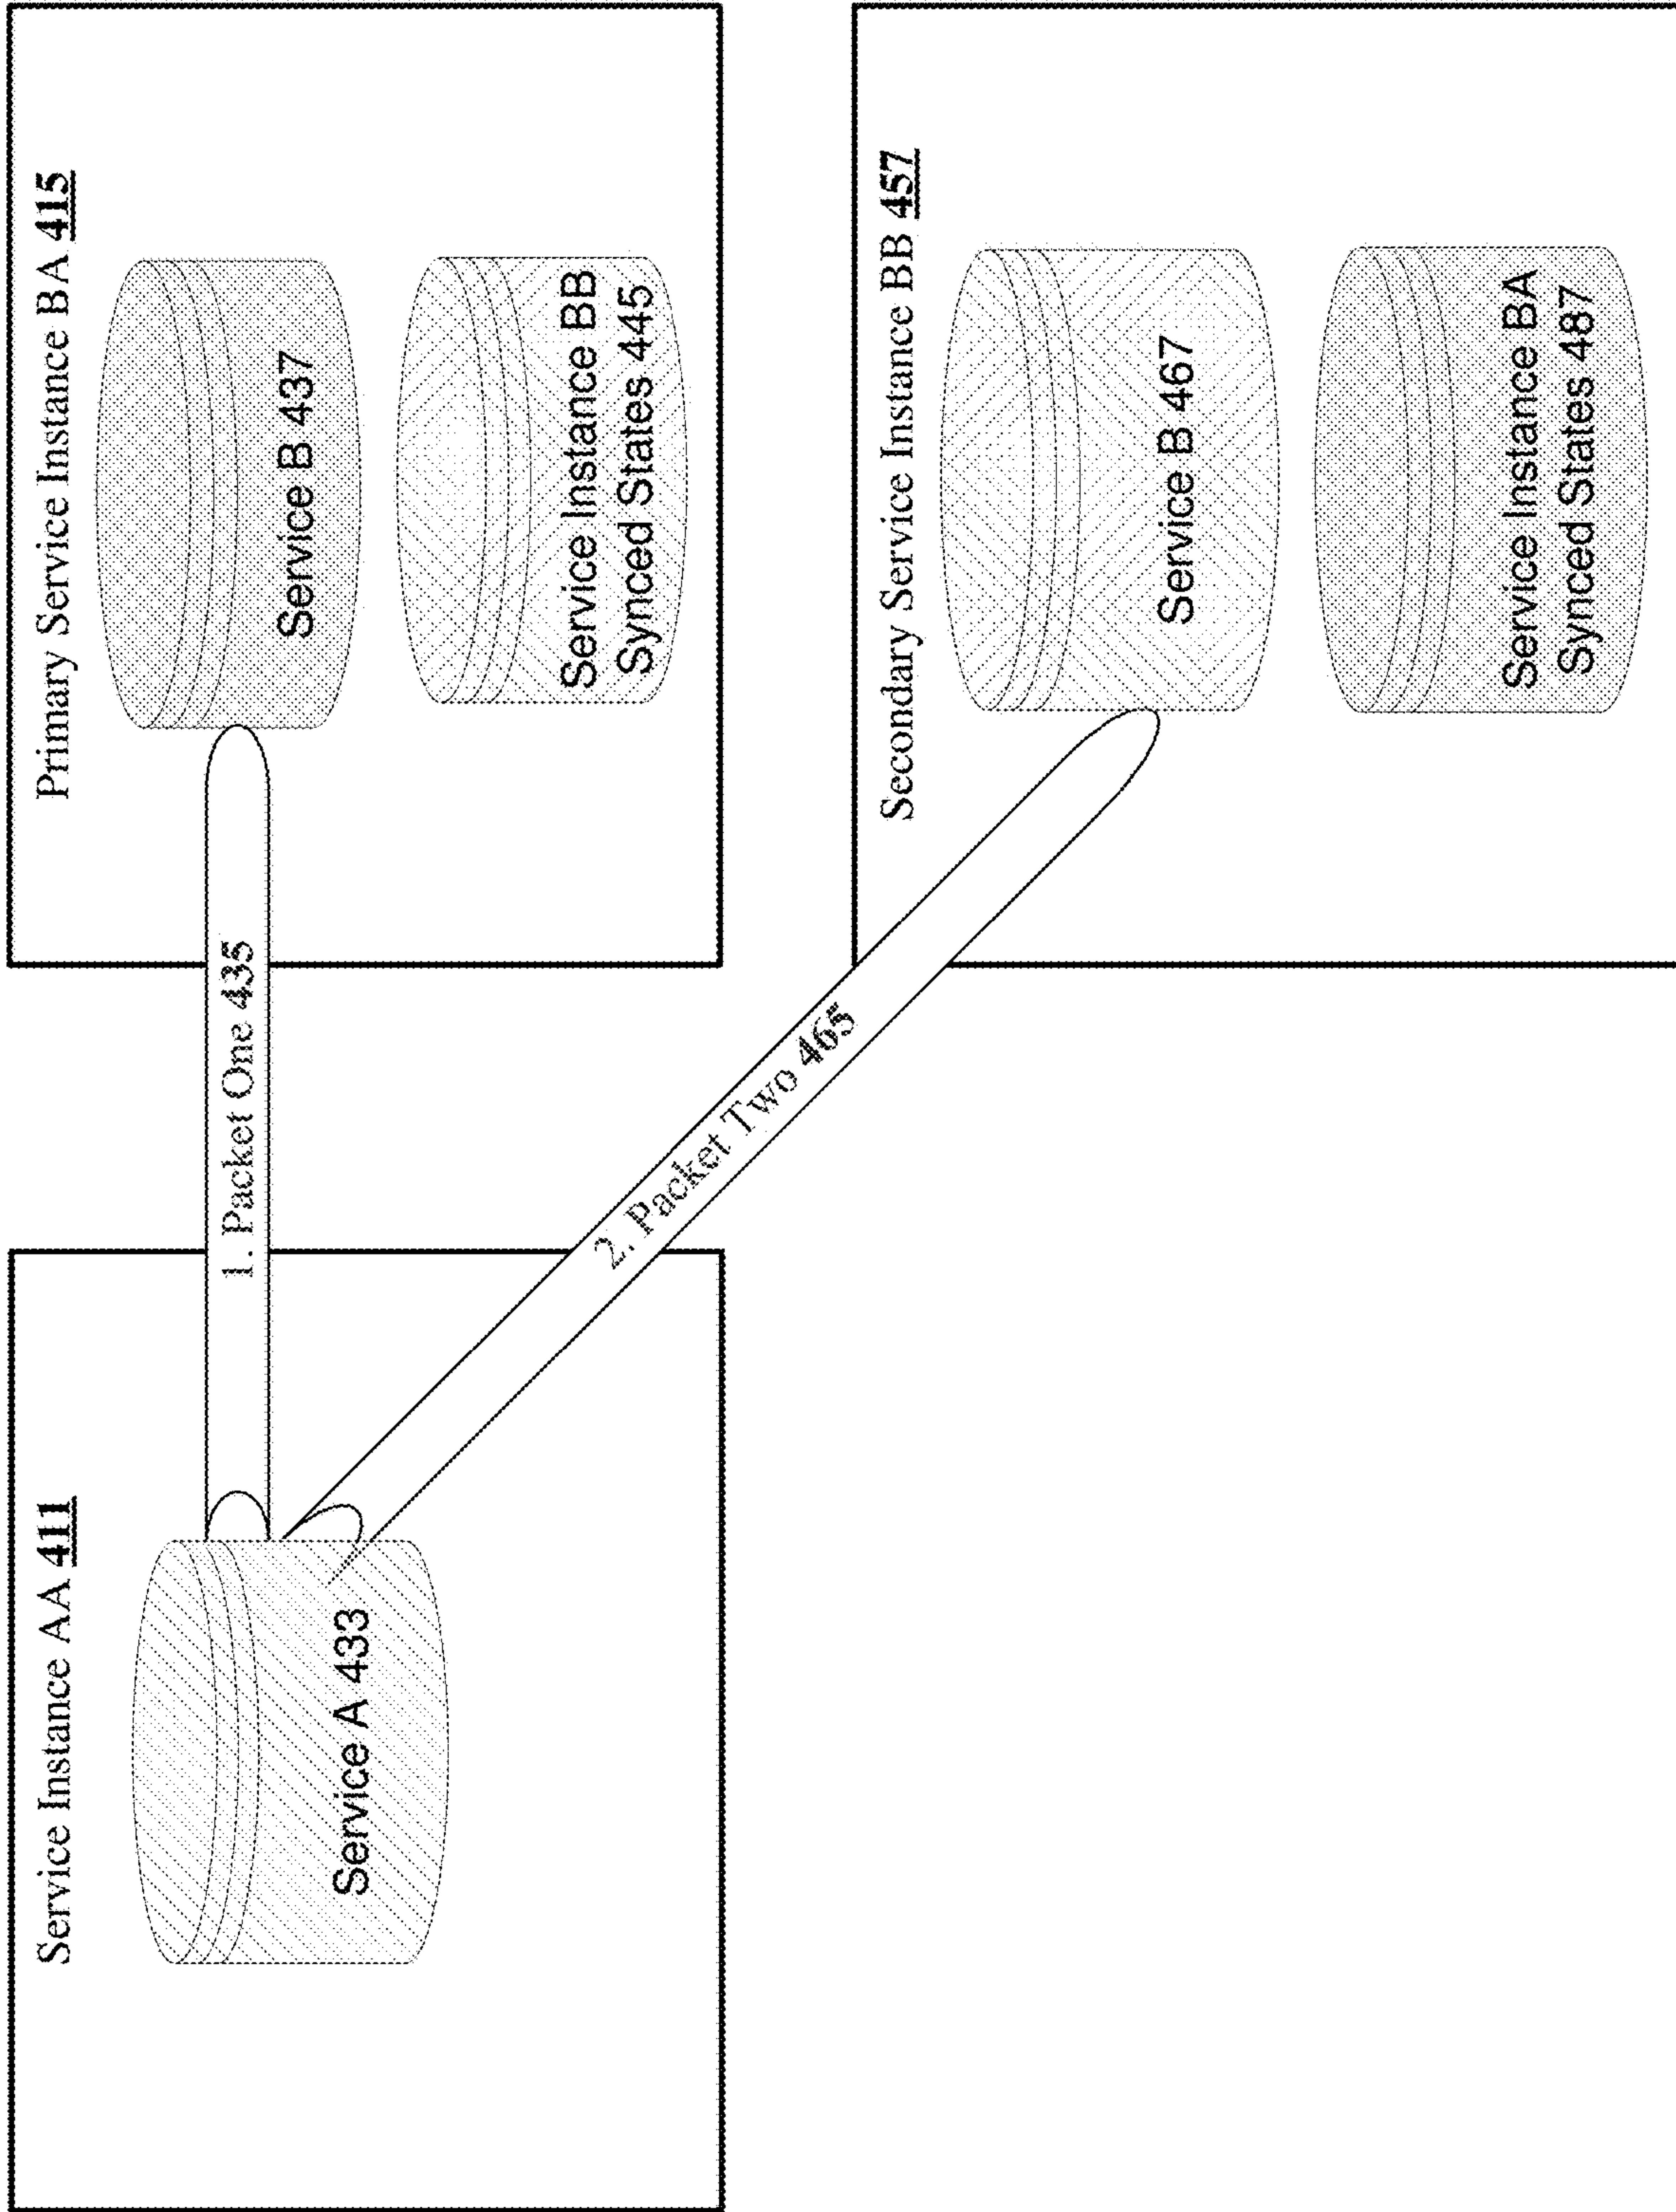 Service Instance AA 411
Service A 433
1. Packet One 435
2. Packet Two 465
Primary Service Instance BA 415
Service B 437
Service Instance BB
Synced States 445
Secondary Service Instance BB 457
Service B 467
Service Instance BA
Synced States 487